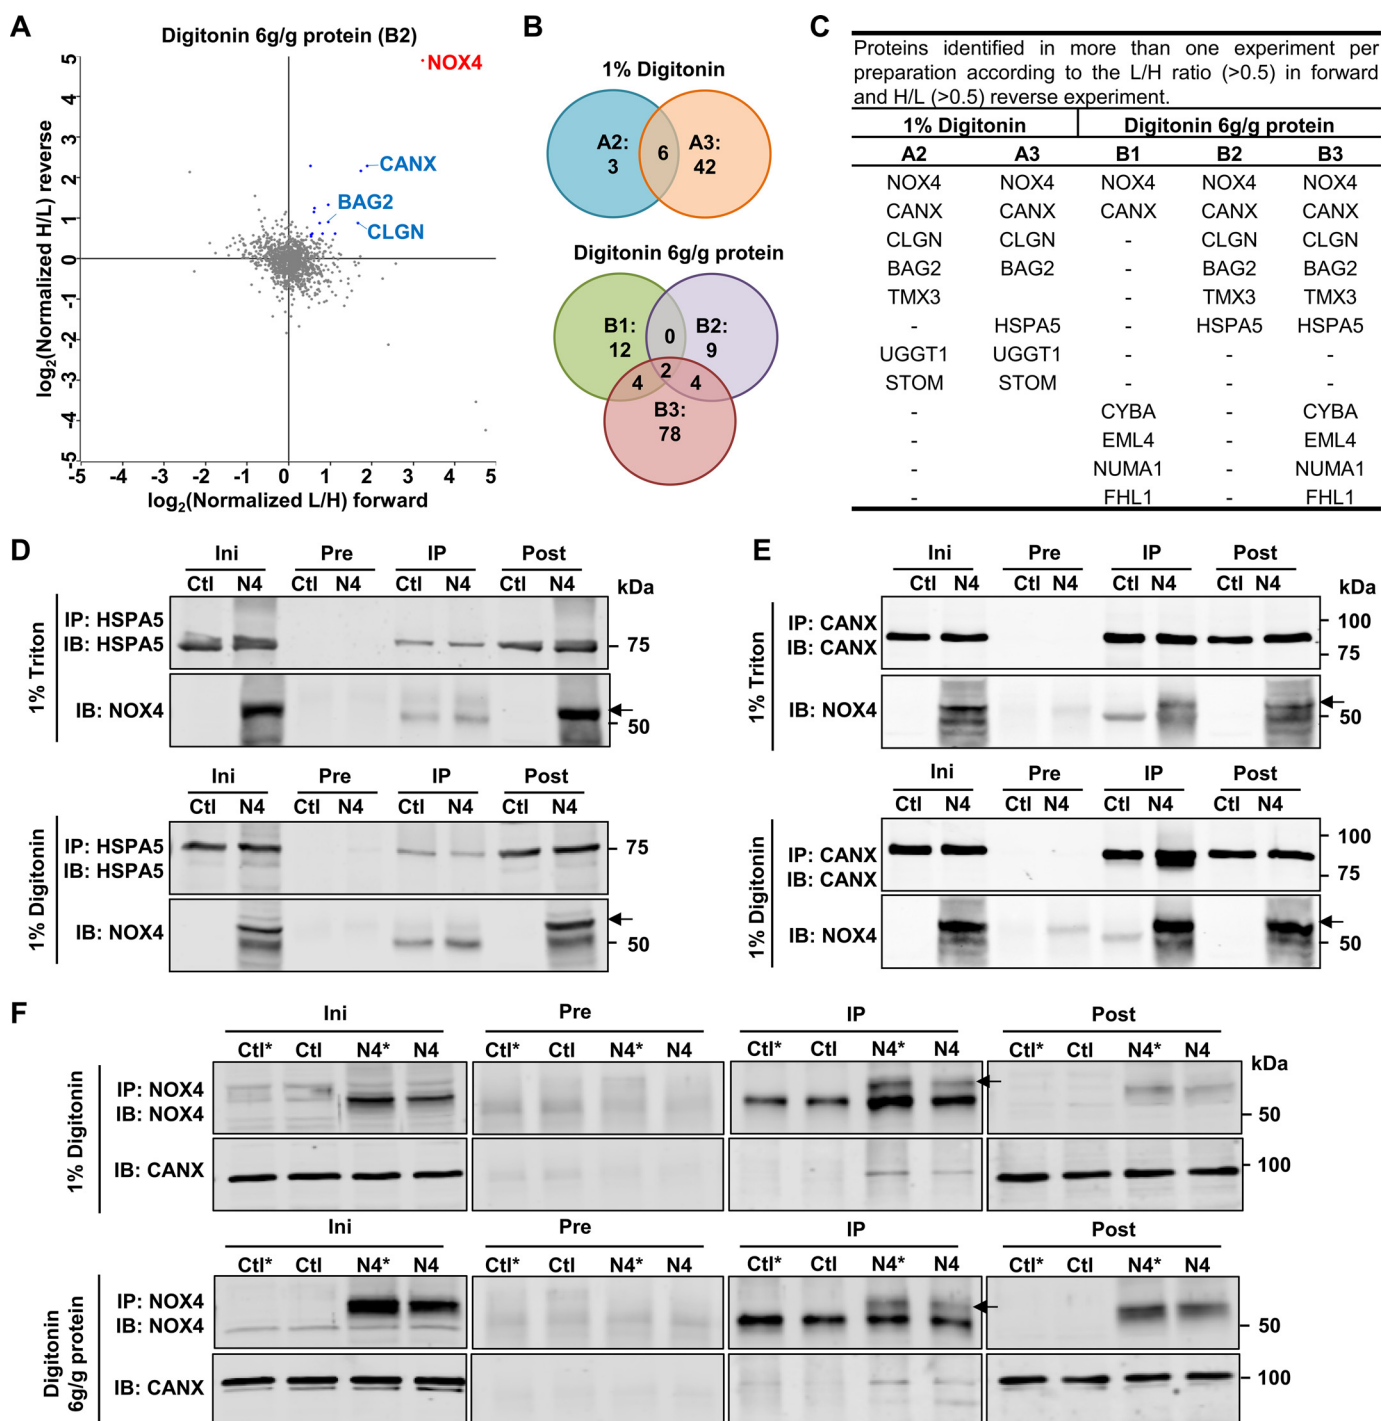 A
Digitonin 6g/g protein (B2)
NOX4
CANX
BAG2
CLGN
5
4
3
2
1
0
-1
-2
-3
-4
-5
log2(Normalized H/L) reverse
-5 -4 -3 -2 -1 0 1 2 3 4 5
log2(Normalized L/H) forward
B
1% Digitonin
A2: 3
6
A3: 42
Digitonin 6g/g protein
B1: 12
0
B2: 9
4
2
4
B3: 78
C
Proteins identified in more than one experiment per
preparation according to the L/H ratio (>0.5) in forward
and H/L (>0.5) reverse experiment.
1% Digitonin Digitonin 6g/g protein
A2 A3 B1 B2 B3
NOX4 NOX4 NOX4 NOX4 NOX4
CANX CANX CANX CANX CANX
CLGN CLGN - CLGN CLGN
BAG2 BAG2 - BAG2 BAG2
TMX3 - TMX3 TMX3
- HSPA5 - HSPA5 HSPA5
UGGT1 UGGT1 - - -
STOM STOM - - -
- CYBA - CYBA
- EML4 - EML4
- NUMA1 - NUMA1
- FHL1 - FHL1
D
Ini Pre IP Post
Ctl N4 Ctl N4 Ctl N4 Ctl N4 kDa
1% Triton
IP: HSPA5
IB: HSPA5
75
IB: NOX4
50
Ini Pre IP Post
Ctl N4 Ctl N4 Ctl N4 Ctl N4
1% Digitonin
IP: HSPA5
IB: HSPA5
75
IB: NOX4
50
E
Ini Pre IP Post
Ctl N4 Ctl N4 Ctl N4 Ctl N4 kDa
1% Triton
IP: CANX
IB: CANX
100
75
IB: NOX4
50
Ini Pre IP Post
Ctl N4 Ctl N4 Ctl N4 Ctl N4
1% Digitonin
IP: CANX
IB: CANX
100
75
IB: NOX4
50
F
Ini Pre IP Post
Ctl* Ctl N4* N4 Ctl* Ctl N4* N4 Ctl* Ctl N4* N4 Ctl* Ctl N4* N4 kDa
1% Digitonin
IP: NOX4
IB: NOX4
50
IB: CANX
100
Ini Pre IP Post
Ctl* Ctl N4* N4 Ctl* Ctl N4* N4 Ctl* Ctl N4* N4 Ctl* Ctl N4* N4
Digitonin
6g/g protein
IP: NOX4
IB: NOX4
50
IB: CANX
100